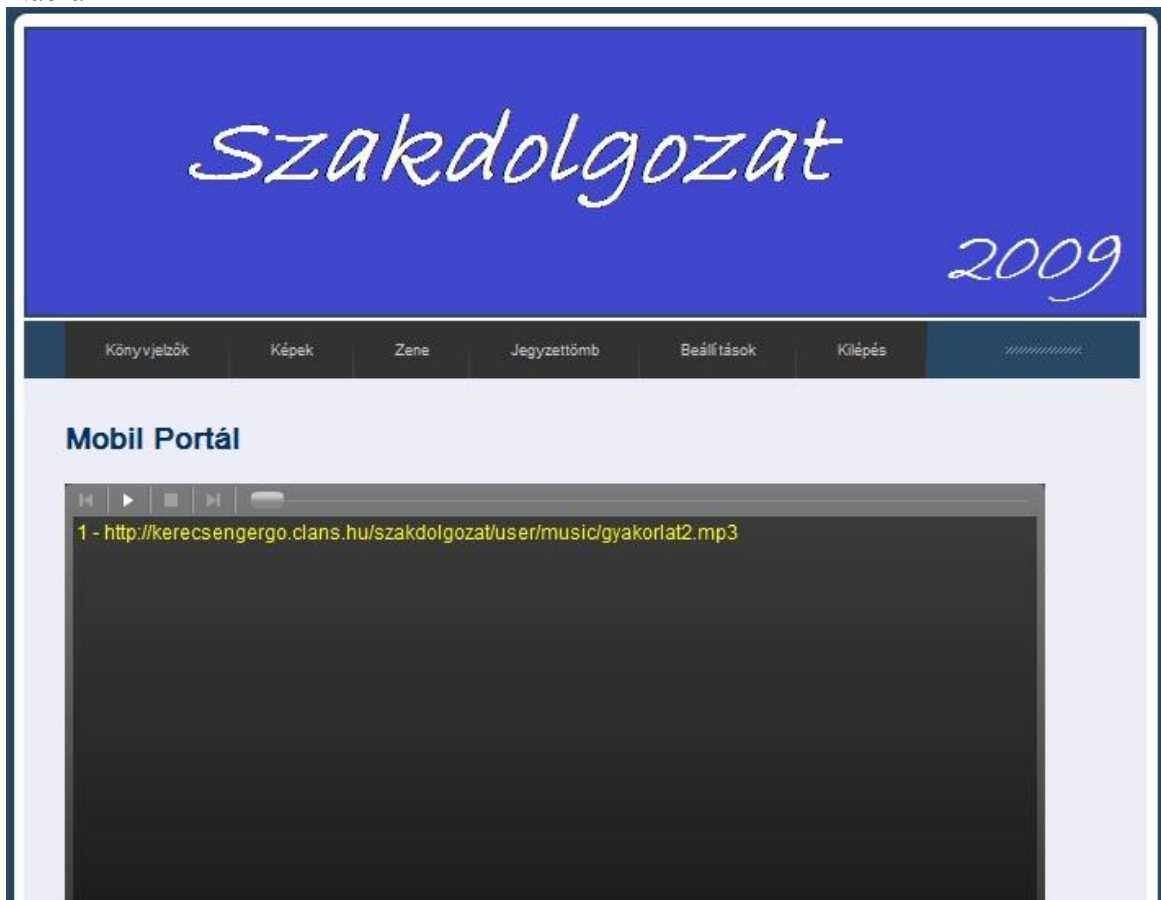 Szakdolgozat
2009
Könyvjelzők Képek Zene Jegyzettömb Beállítások Kilépés
Mobil Portál
1 - http://kerecsengergo.clans.hu/szakdolgozat/user/music/gyakorlat2.mp3